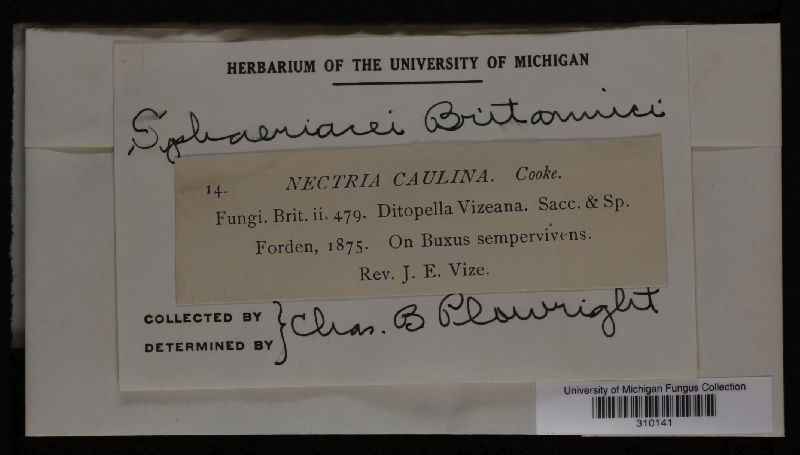 HERBARIUM OF THE UNIVERSITY OF MICHIGAN
Sphaeriacei Britannici
14. NECTRIA CAULINA. Cooke.
Fungi. Brit. ii. 479. Ditopella Vizeana. Sacc. & Sp.
Forden, 1875. On Buxus sempervivens.
Rev. J. E. Vize.
COLLECTED BY
DETERMINED BY } Chas. B Plowright
University of Michigan Fungus Collection
310141